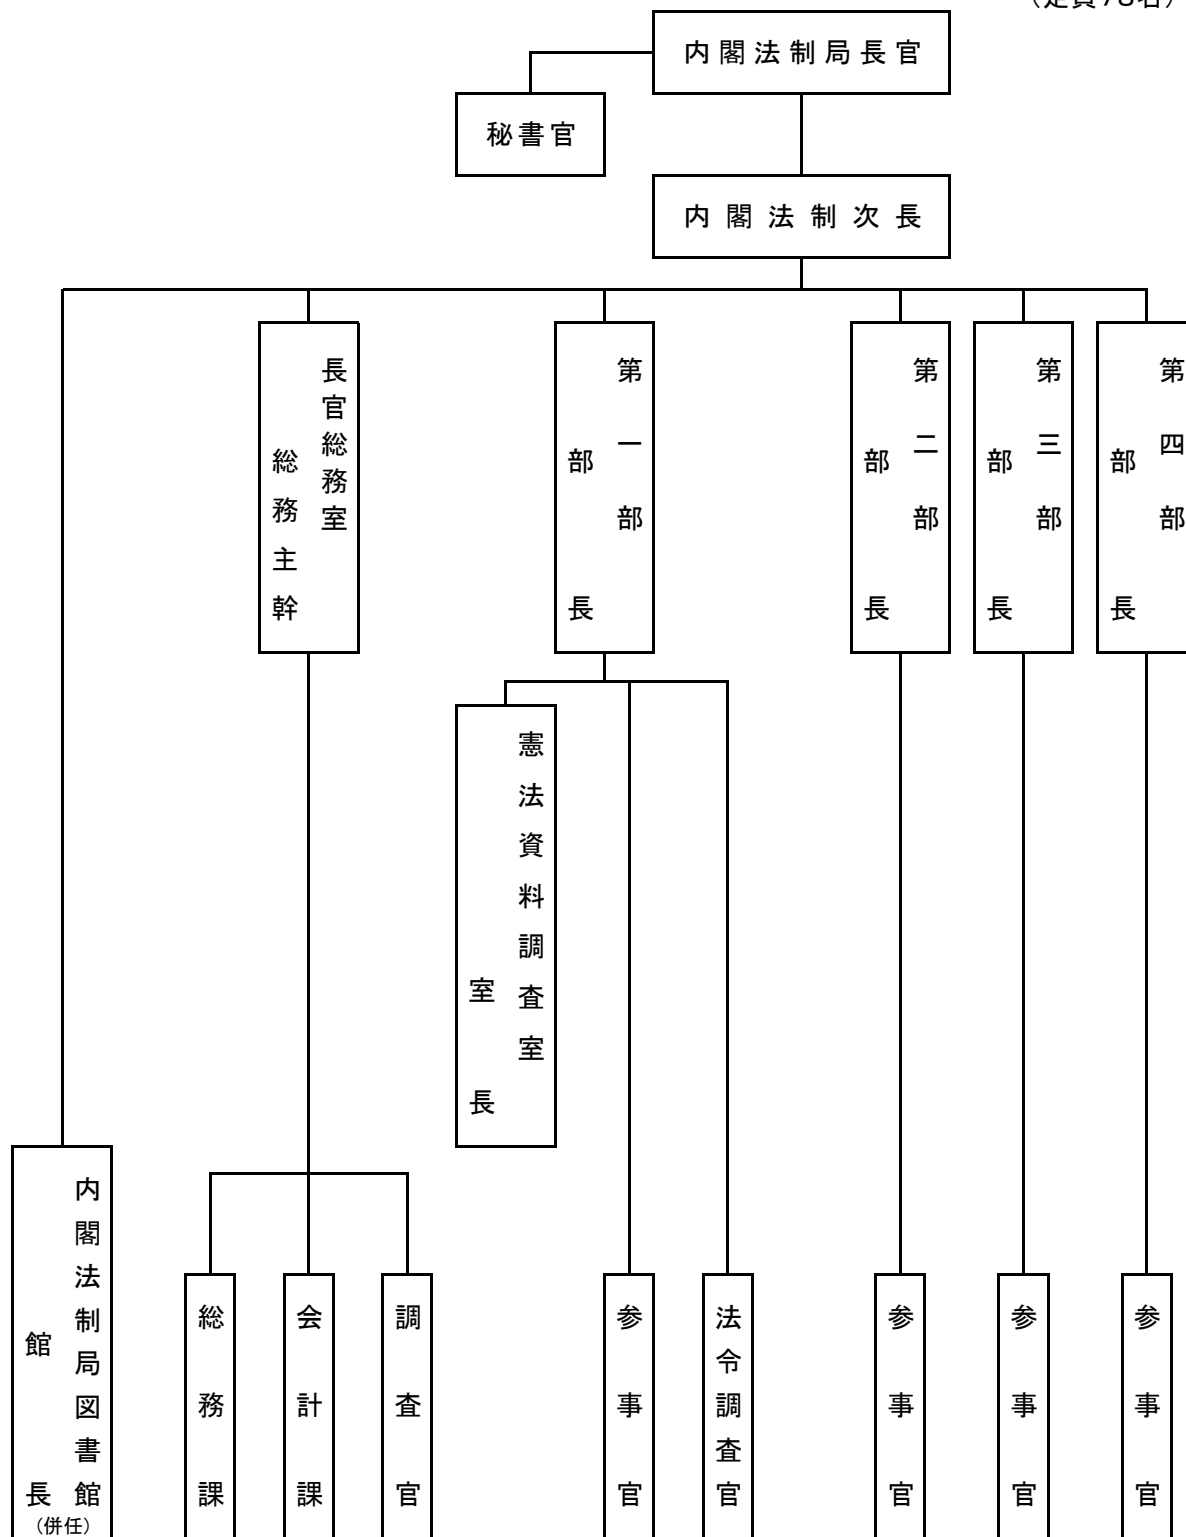 内閣法制局長官
秘書官
内閣法制次長
長官総務室
総務主幹
第一部
部長
第二部
部長
第三部
部長
第四部
部長
憲法資料調査室
室長
内閣法制局図書館
館長
(併任)
総務課
会計課
調査官
参事官
法令調査官
参事官
参事官
参事官